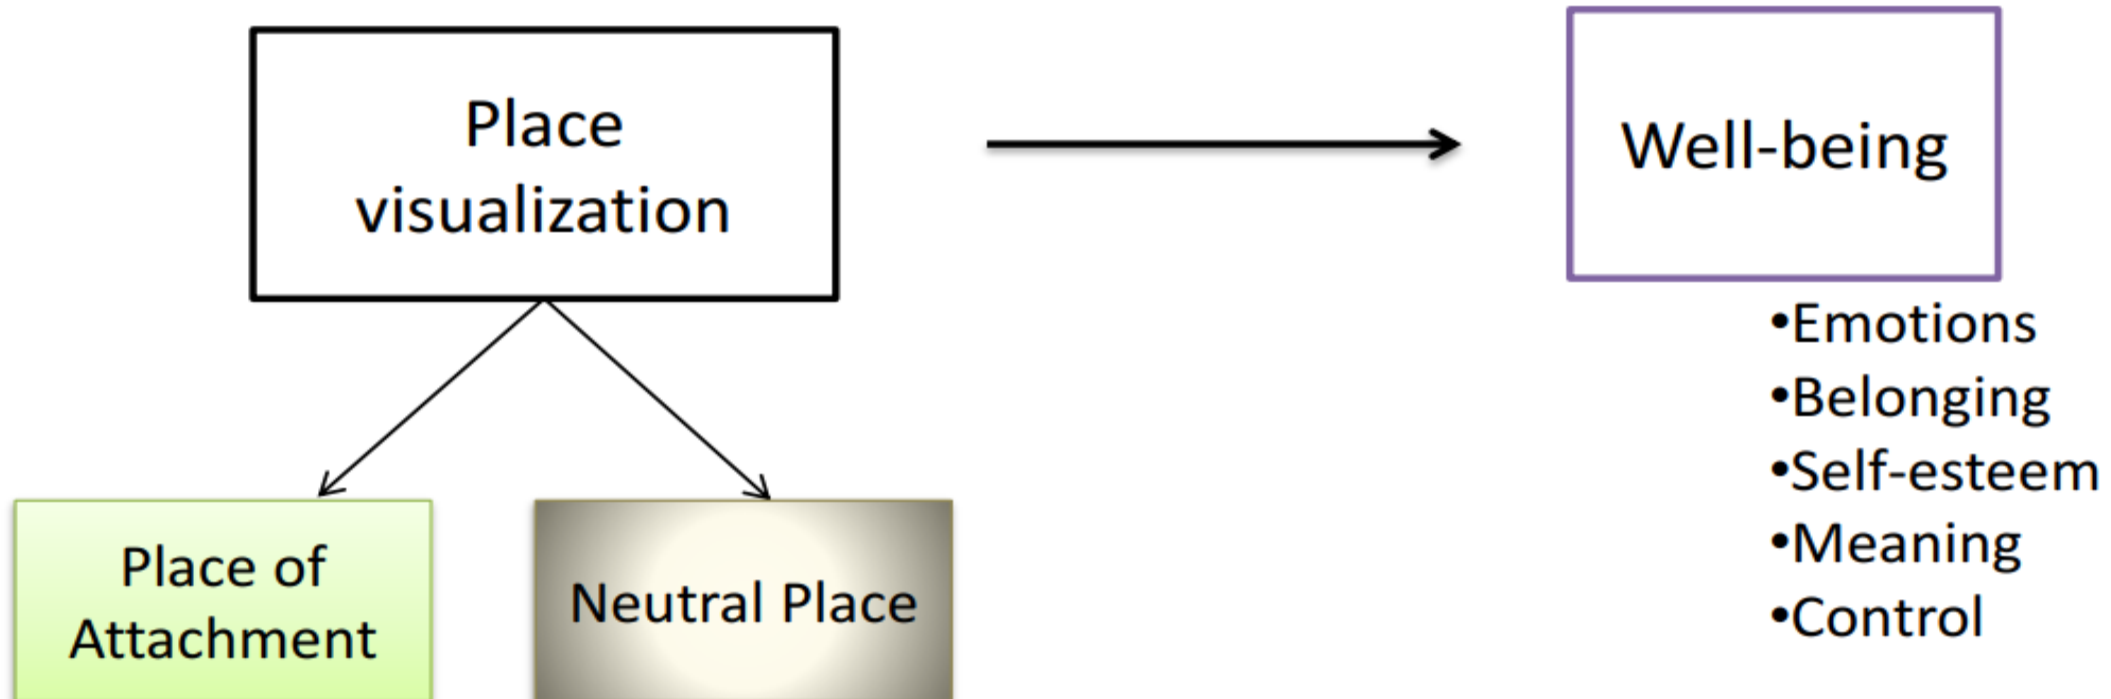 Place
visualization
Well-being
•Emotions
•Belonging
•Self-esteem
•Meaning
•Control
Place of
Attachment
Neutral Place